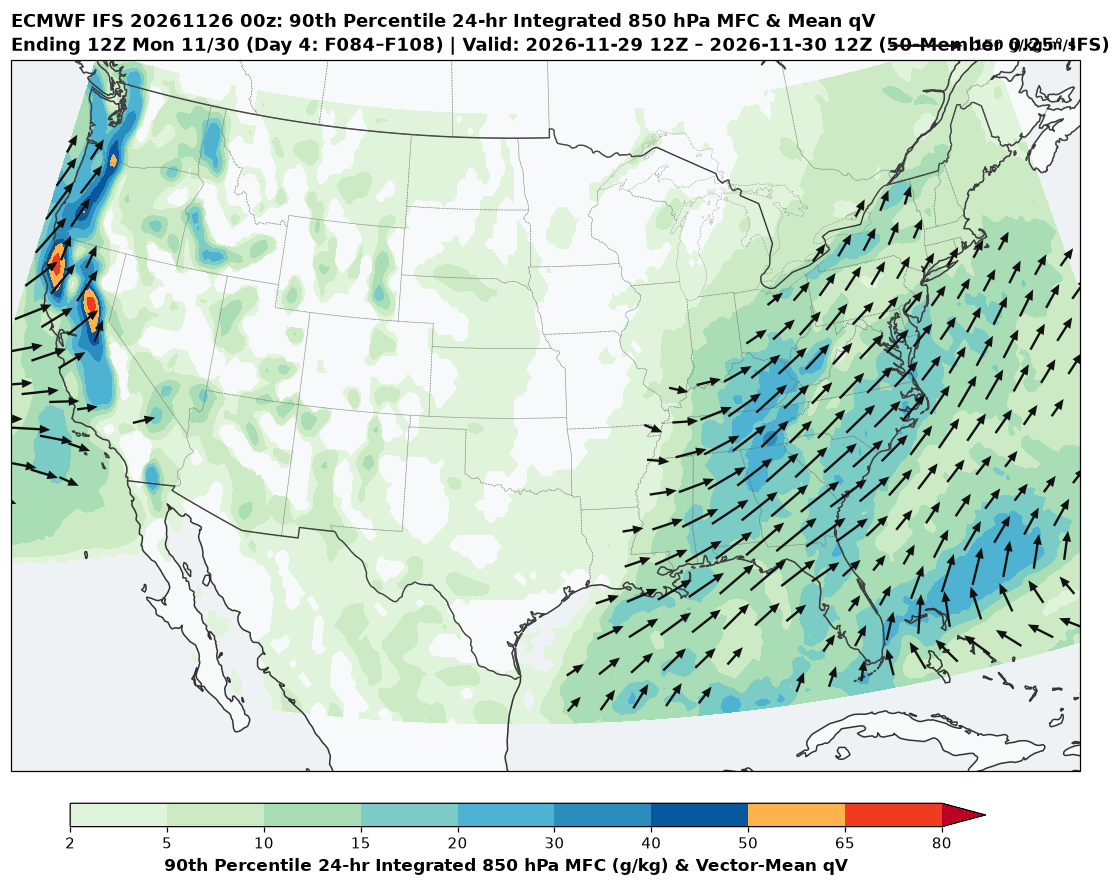 ECMWF IFS 20261126 00z: 90th Percentile 24-hr Integrated 850 hPa MFC & Mean qV
Ending 12Z Mon 11/30 (Day 4: F084–F108) | Valid: 2026-11-29 12Z – 2026-11-30 12Z (50-Member 0.25° IFS)
2 5 10 15 20 30 40 50 65 80
90th Percentile 24-hr Integrated 850 hPa MFC (g/kg) & Vector-Mean qV